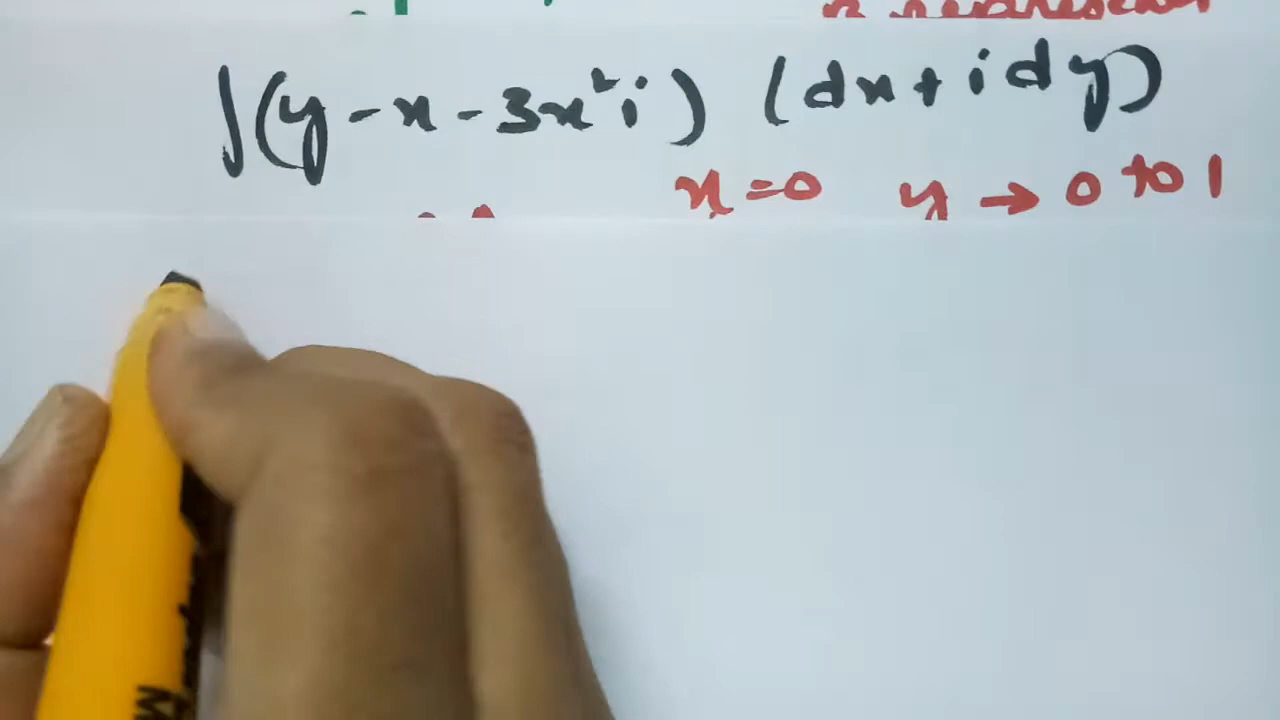 ∫(y - x - 3x²i) (dx + idy)
x = 0 y → 0 to 1
M